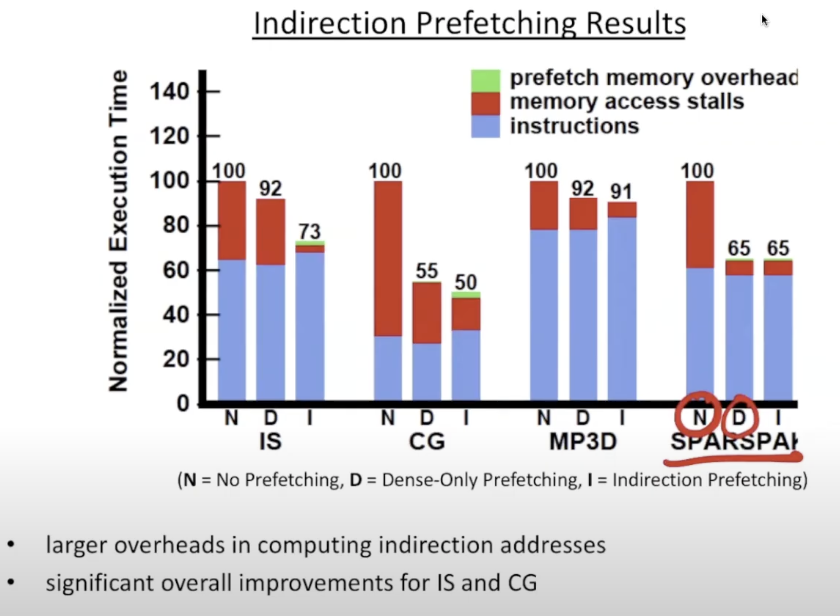 Indirection Prefetching Results
prefetch memory overhead
memory access stalls
instructions
Normalized Execution Time
140
120
100
80
60
40
20
0
100 92 73
100 55 50
100 92 91
100 65 65
N D I N D I N D I N D I
IS CG MP3D SPARSPAK
(N = No Prefetching, D = Dense-Only Prefetching, I = Indirection Prefetching)
• larger overheads in computing indirection addresses
• significant overall improvements for IS and CG